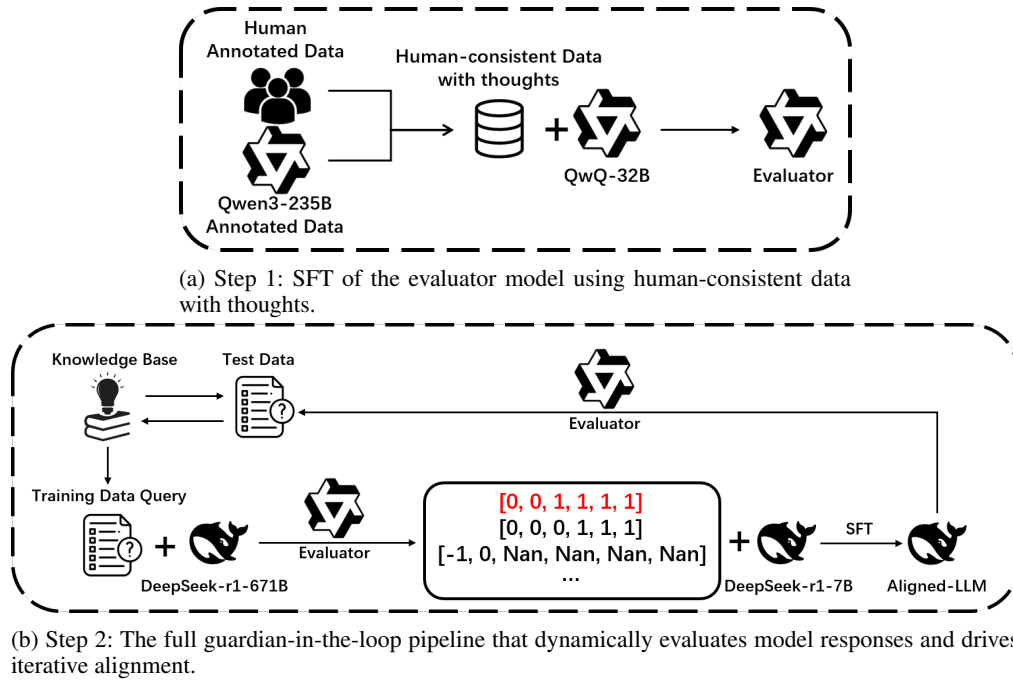 Human
Annotated Data
Human-consistent Data
with thoughts
+
QwQ-32B
Evaluator
Qwen3-235B
Annotated Data
(a) Step 1: SFT of the evaluator model using human-consistent data
with thoughts.
Knowledge Base
Test Data
?
Evaluator
Training Data Query
?
+
DeepSeek-r1-671B
Evaluator
[0, 0, 1, 1, 1, 1]
[0, 0, 0, 1, 1, 1]
[-1, 0, Nan, Nan, Nan, Nan]
...
+
DeepSeek-r1-7B
SFT
Aligned-LLM
(b) Step 2: The full guardian-in-the-loop pipeline that dynamically evaluates model responses and drives
iterative alignment.